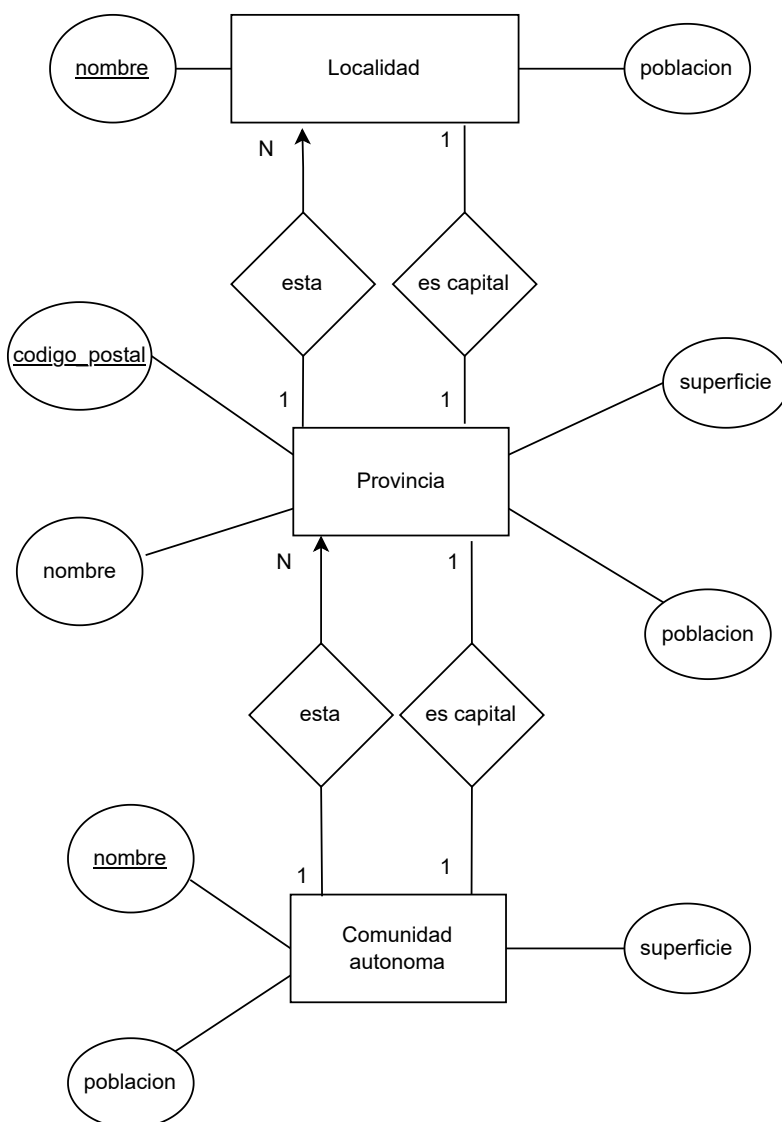 nombre
Localidad
poblacion
N
1
esta
es capital
codigo_postal
superficie
1
1
Provincia
nombre
N
1
poblacion
esta
es capital
nombre
1
1
Comunidad
autonoma
superficie
poblacion